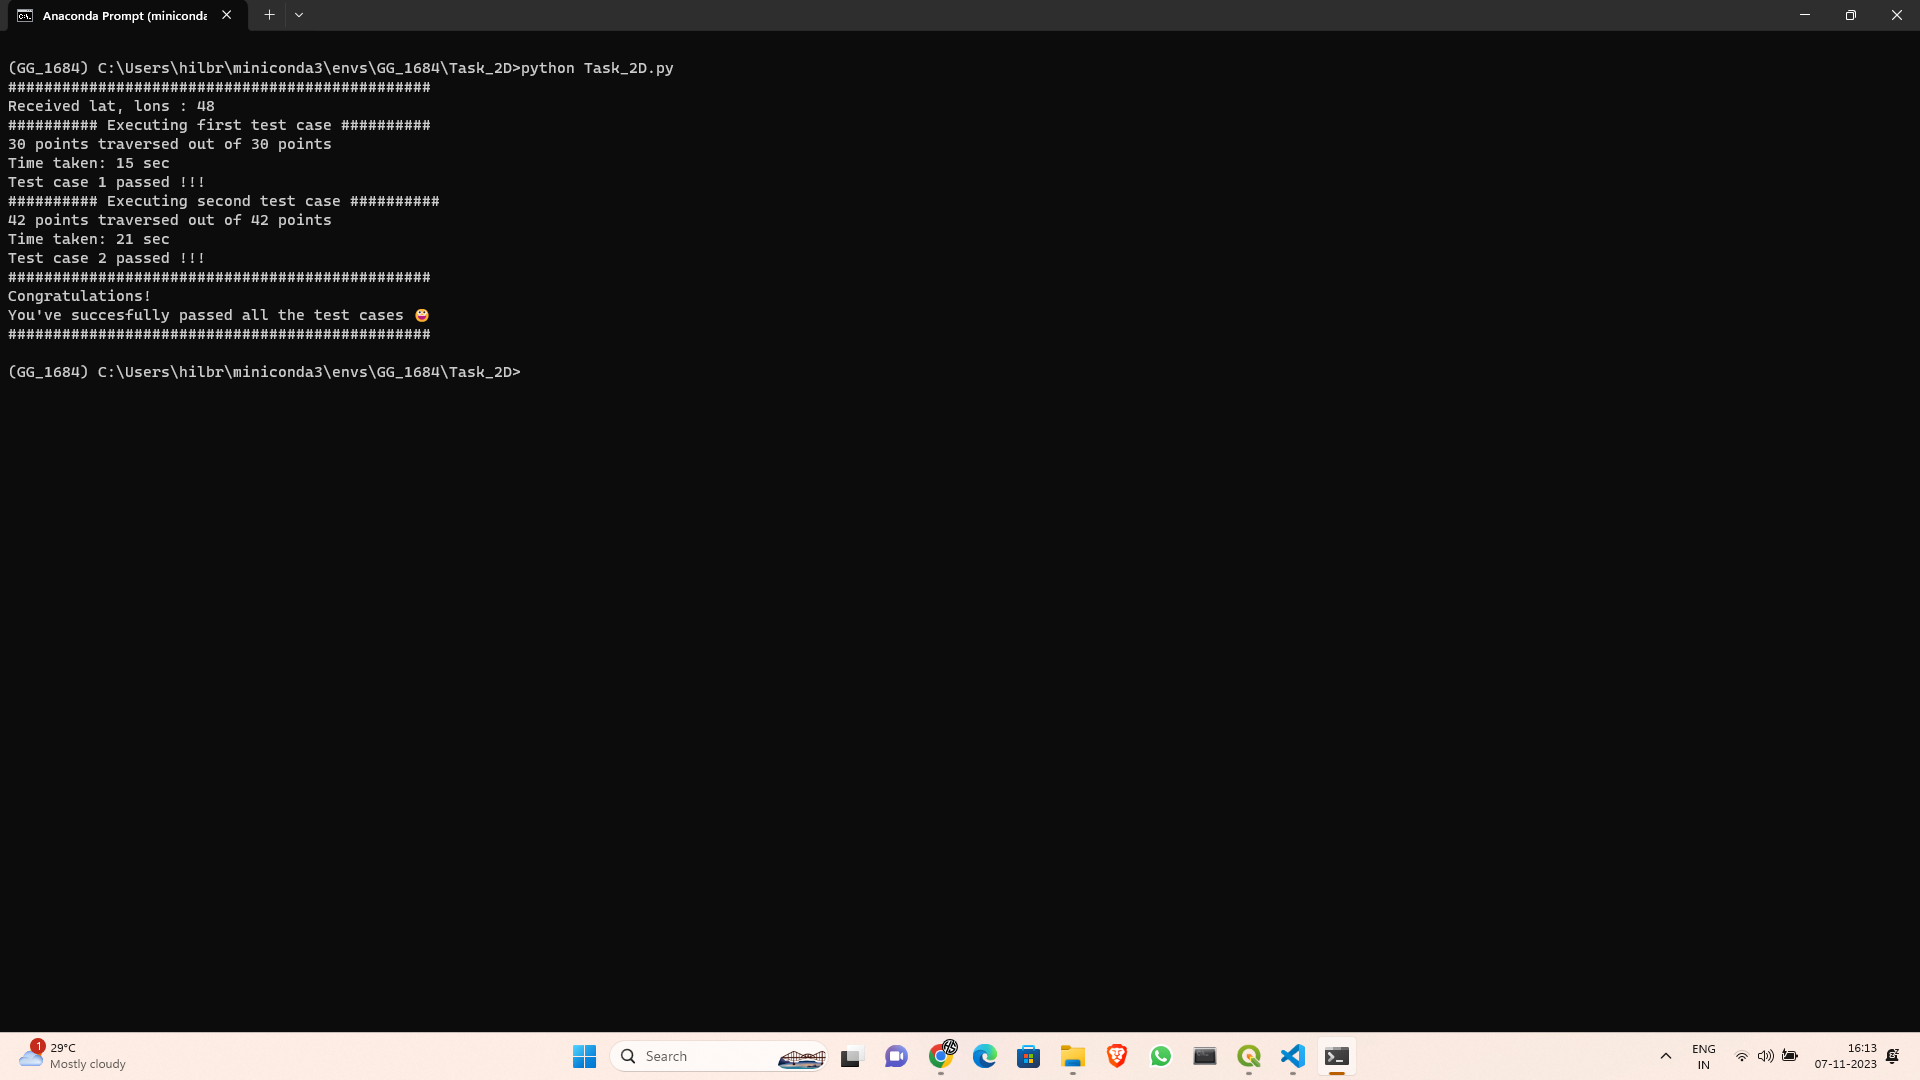 Anaconda Prompt (miniconda
(GG_1684) C:\Users\hilbr\miniconda3\envs\GG_1684\Task_2D>python Task_2D.py
###############################################
Received lat, lons : 48
########## Executing first test case ##########
30 points traversed out of 30 points
Time taken: 15 sec
Test case 1 passed !!!
########## Executing second test case ##########
42 points traversed out of 42 points
Time taken: 21 sec
Test case 2 passed !!!
###############################################
Congratulations!
You've succesfully passed all the test cases 😀
###############################################
(GG_1684) C:\Users\hilbr\miniconda3\envs\GG_1684\Task_2D>
1
29°C
Mostly cloudy
Search
ENG
IN
16:13
07-11-2023